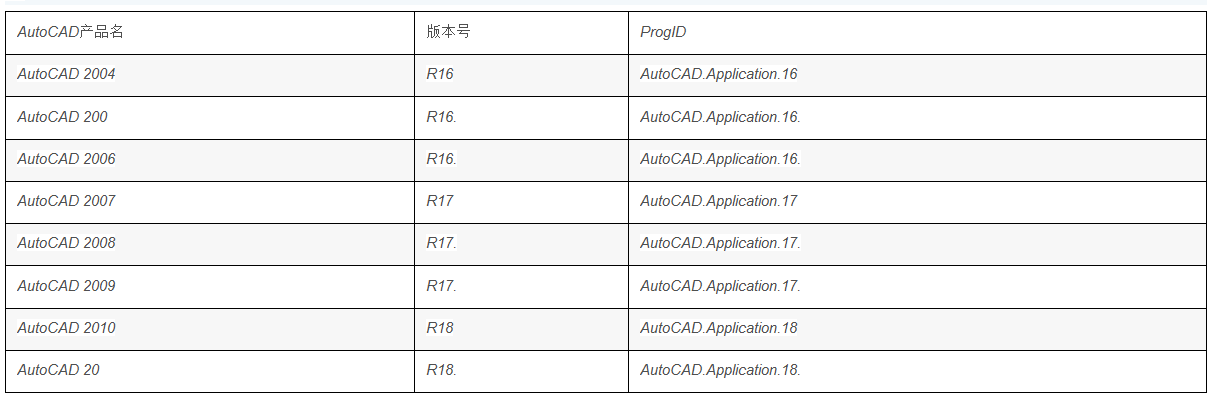 AutoCAD产品名 版本号 ProgID
AutoCAD 2004 R16 AutoCAD.Application.16
AutoCAD 200 R16. AutoCAD.Application.16.
AutoCAD 2006 R16. AutoCAD.Application.16.
AutoCAD 2007 R17 AutoCAD.Application.17
AutoCAD 2008 R17. AutoCAD.Application.17.
AutoCAD 2009 R17. AutoCAD.Application.17.
AutoCAD 2010 R18 AutoCAD.Application.18
AutoCAD 20 R18. AutoCAD.Application.18.